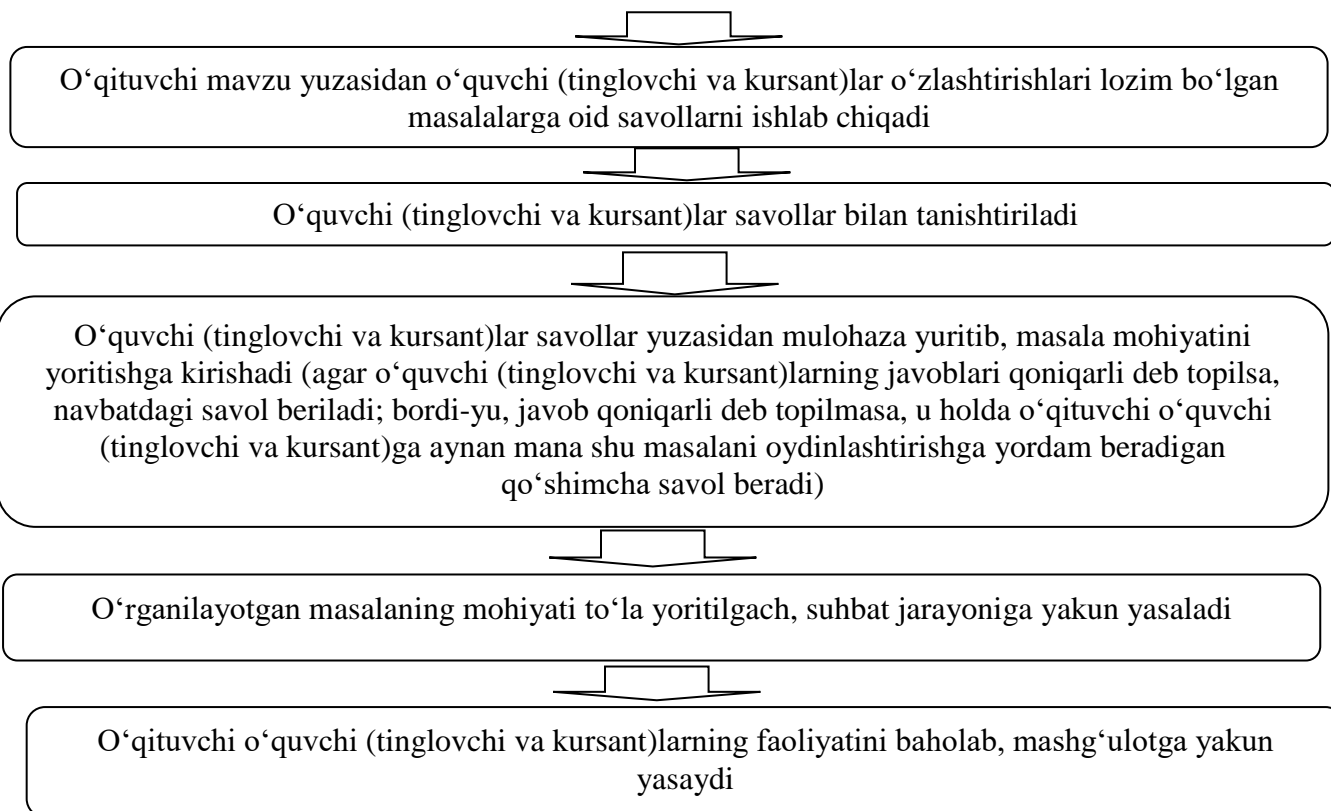 O‘qituvchi mavzu yuzasidan o‘quvchi (tinglovchi va kursant)lar o‘zlashtirishlari lozim bo‘lgan
masalalarga oid savollarni ishlab chiqadi
O‘quvchi (tinglovchi va kursant)lar savollar bilan tanishtiriladi
O‘quvchi (tinglovchi va kursant)lar savollar yuzasidan mulohaza yuritib, masala mohiyatini
yoritishga kirishadi (agar o‘quvchi (tinglovchi va kursant)larning javoblari qoniqarli deb topilsa,
navbatdagi savol beriladi; bordi-yu, javob qoniqarli deb topilmasa, u holda o‘qituvchi o‘quvchi
(tinglovchi va kursant)ga aynan mana shu masalani oydinlashtirishga yordam beradigan
qo‘shimcha savol beradi)
O‘rganilayotgan masalaning mohiyati to‘la yoritilgach, suhbat jarayoniga yakun yasaladi
O‘qituvchi o‘quvchi (tinglovchi va kursant)larning faoliyatini baholab, mashg‘ulotga yakun
yasaydi